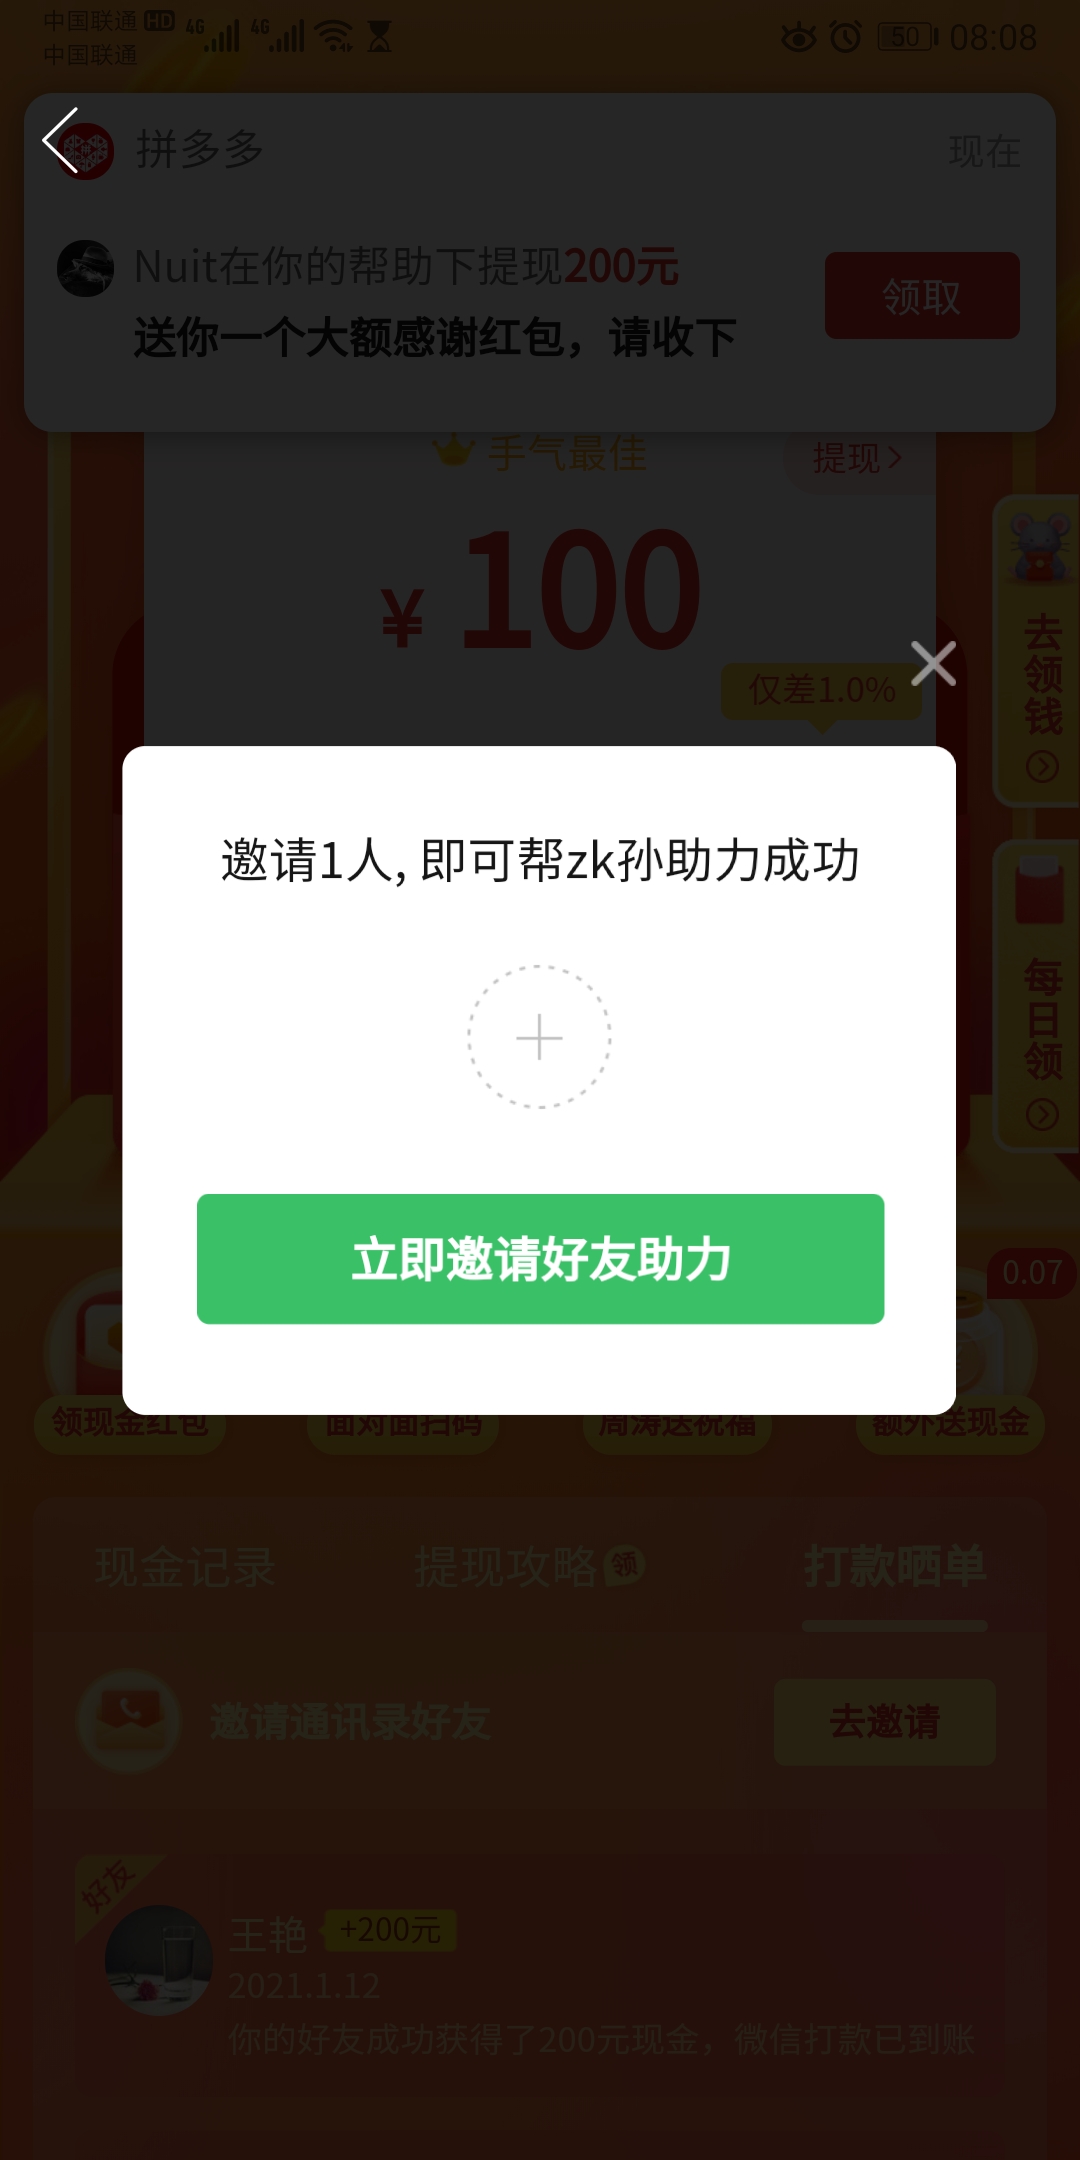 中国联通 HD 4G 4G 50 08:08
中国联通
拼多多 现在
Nuit在你的帮助下提现200元
送你一个大额感谢红包，请收下
领取
手气最佳
提现
¥ 100
仅差1.0%
去领钱
邀请1人, 即可帮zk孙助力成功
每日领
立即邀请好友助力
0.07
领现金红包 面对面扫码 周涛送祝福 额外送现金
现金记录 提现攻略 领 打款晒单
邀请通讯录好友 去邀请
好友
王艳 +200元
2021.1.12
你的好友成功获得了200元现金，微信打款已到账